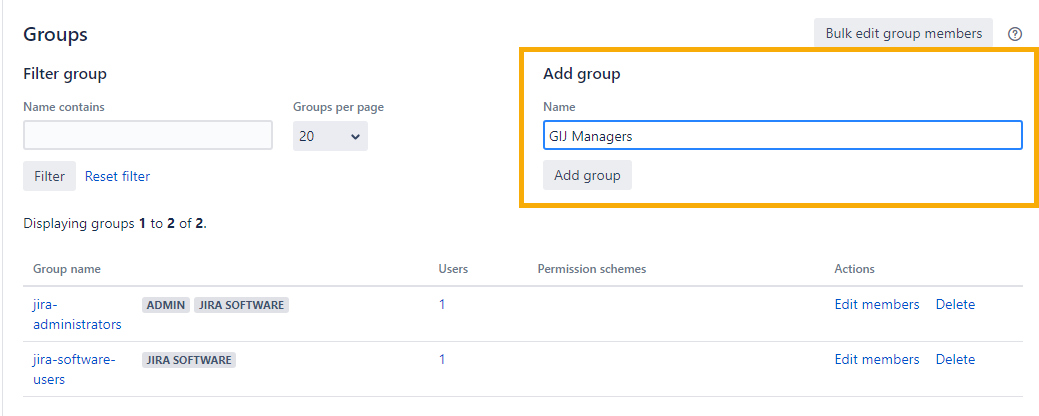 Groups
Bulk edit group members
Filter group
Name contains
Groups per page
20
Filter
Reset filter
Add group
Name
GIJ Managers
Add group
Displaying groups 1 to 2 of 2.
Group name Users Permission schemes Actions
jira- ADMIN JIRA SOFTWARE 1 Edit members Delete
administrators
jira-software- JIRA SOFTWARE 1 Edit members Delete
users